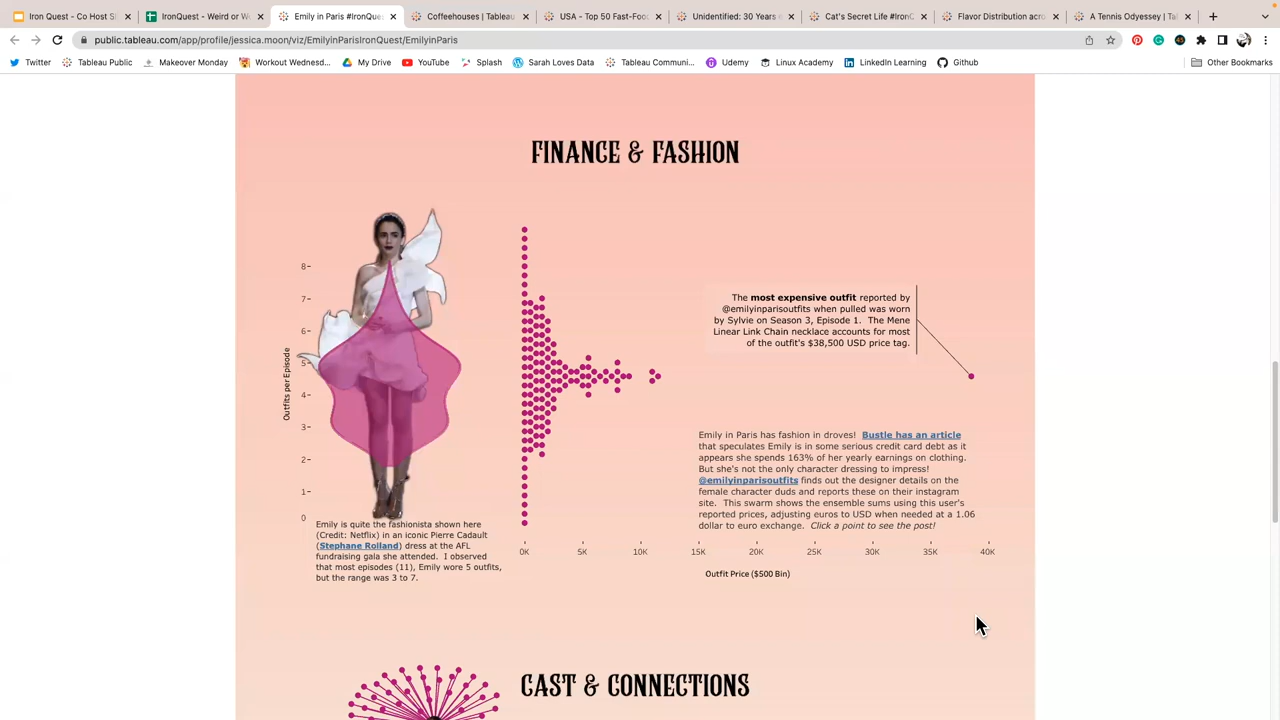 Iron Quest - Co Host Sl
IronQuest - Weird or W
Emily in Paris #IronQues
Coffeehouses | Tableau
USA - Top 50 Fast-Foo
Unidentified: 30 Years
Cat's Secret Life #IronQ
Flavor Distribution acro
A Tennis Odyessey | Ta
public.tableau.com/app/profile/jessica.moon/viz/EmilyinParisIronQuest/EmilyinParis
Twitter
Tableau Public
Makeover Monday
Workout Wednesd...
My Drive
YouTube
Splash
Sarah Loves Data
Tableau Communi...
Udemy
Linux Academy
LinkedIn Learning
Github
Other Bookmarks
FINANCE & FASHION
Outfits per Episode
8
7
6
5
4
3
2
1
0
Emily is quite the fashionista shown here
(Credit: Netflix) in an iconic Pierre Cadault
(Stephane Rolland) dress at the AFL
fundraising gala she attended. I observed
that most episodes (11), Emily wore 5 outfits,
but the range was 3 to 7.
The most expensive outfit reported by
@emilyinparisoutfits when pulled was worn
by Sylvie on Season 3, Episode 1. The Mene
Linear Link Chain necklace accounts for most
of the outfit's $38,500 USD price tag.
Emily in Paris has fashion in droves! Bustle has an article
that speculates Emily is in some serious credit card debt as it
appears she spends 163% of her yearly earnings on clothing.
But she's not the only character dressing to impress!
@emilyinparisoutfits finds out the designer details on the
female character duds and reports these on their instagram
site. This swarm shows the ensemble sums using this user's
reported prices, adjusting euros to USD when needed at a 1.06
dollar to euro exchange. Click a point to see the post!
0K 5K 10K 15K 20K 25K 30K 35K 40K
Outfit Price ($500 Bin)
CAST & CONNECTIONS